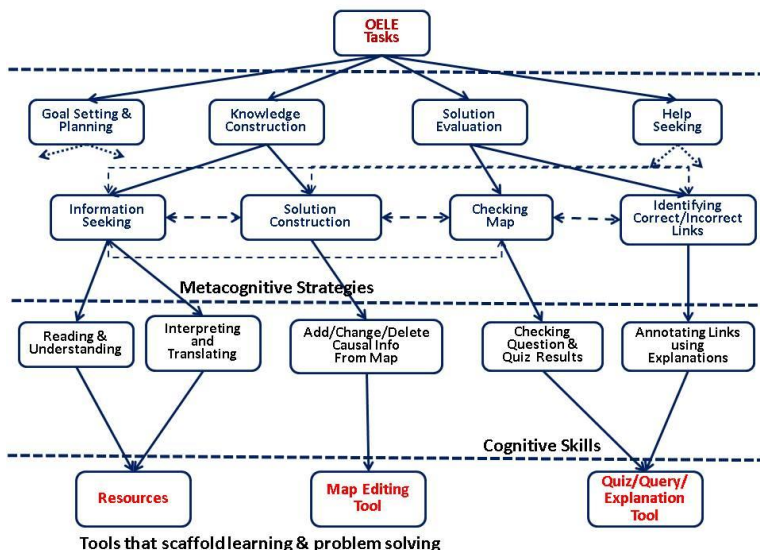 OELE
Tasks
Goal Setting &
Planning
Knowledge
Construction
Solution
Evaluation
Help
Seeking
Information
Seeking
Solution
Construction
Checking
Map
Identifying
Correct/Incorrect
Links
Metacognitive Strategies
Reading &
Understanding
Interpreting
and
Translating
Add/Change/Delete
Causal Info
From Map
Checking
Question &
Quiz Results
Annotating Links
using
Explanations
Cognitive Skills
Resources
Map Editing
Tool
Quiz/Query/
Explanation
Tool
Tools that scaffold learning & problem solving